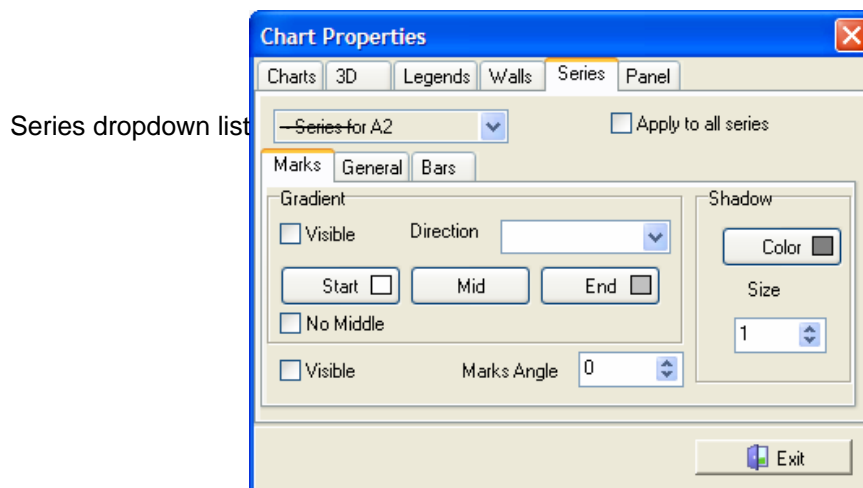 Chart Properties
Charts 3D Legends Walls Series Panel
Series dropdown list
Series for A2
Apply to all series
Marks General Bars
Gradient
Visible Direction
Start Mid End
No Middle
Visible Marks Angle 0
Shadow
Color
Size
1
Exit